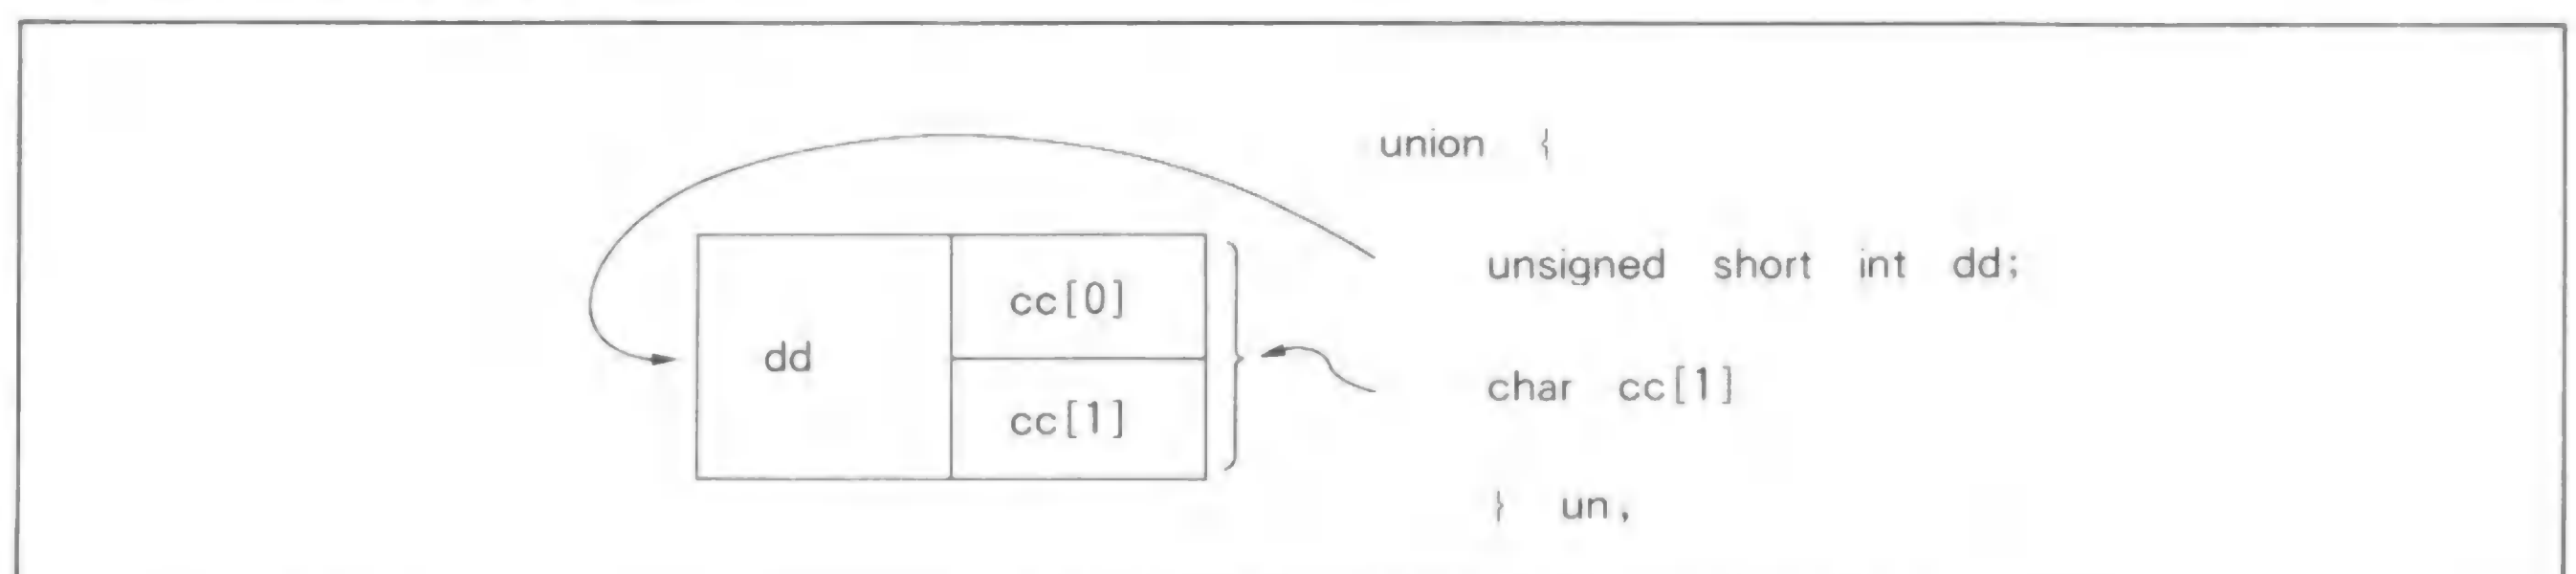 union {
unsigned short int dd;
cc[0]
dd
char cc[1]
cc[1]
} un,